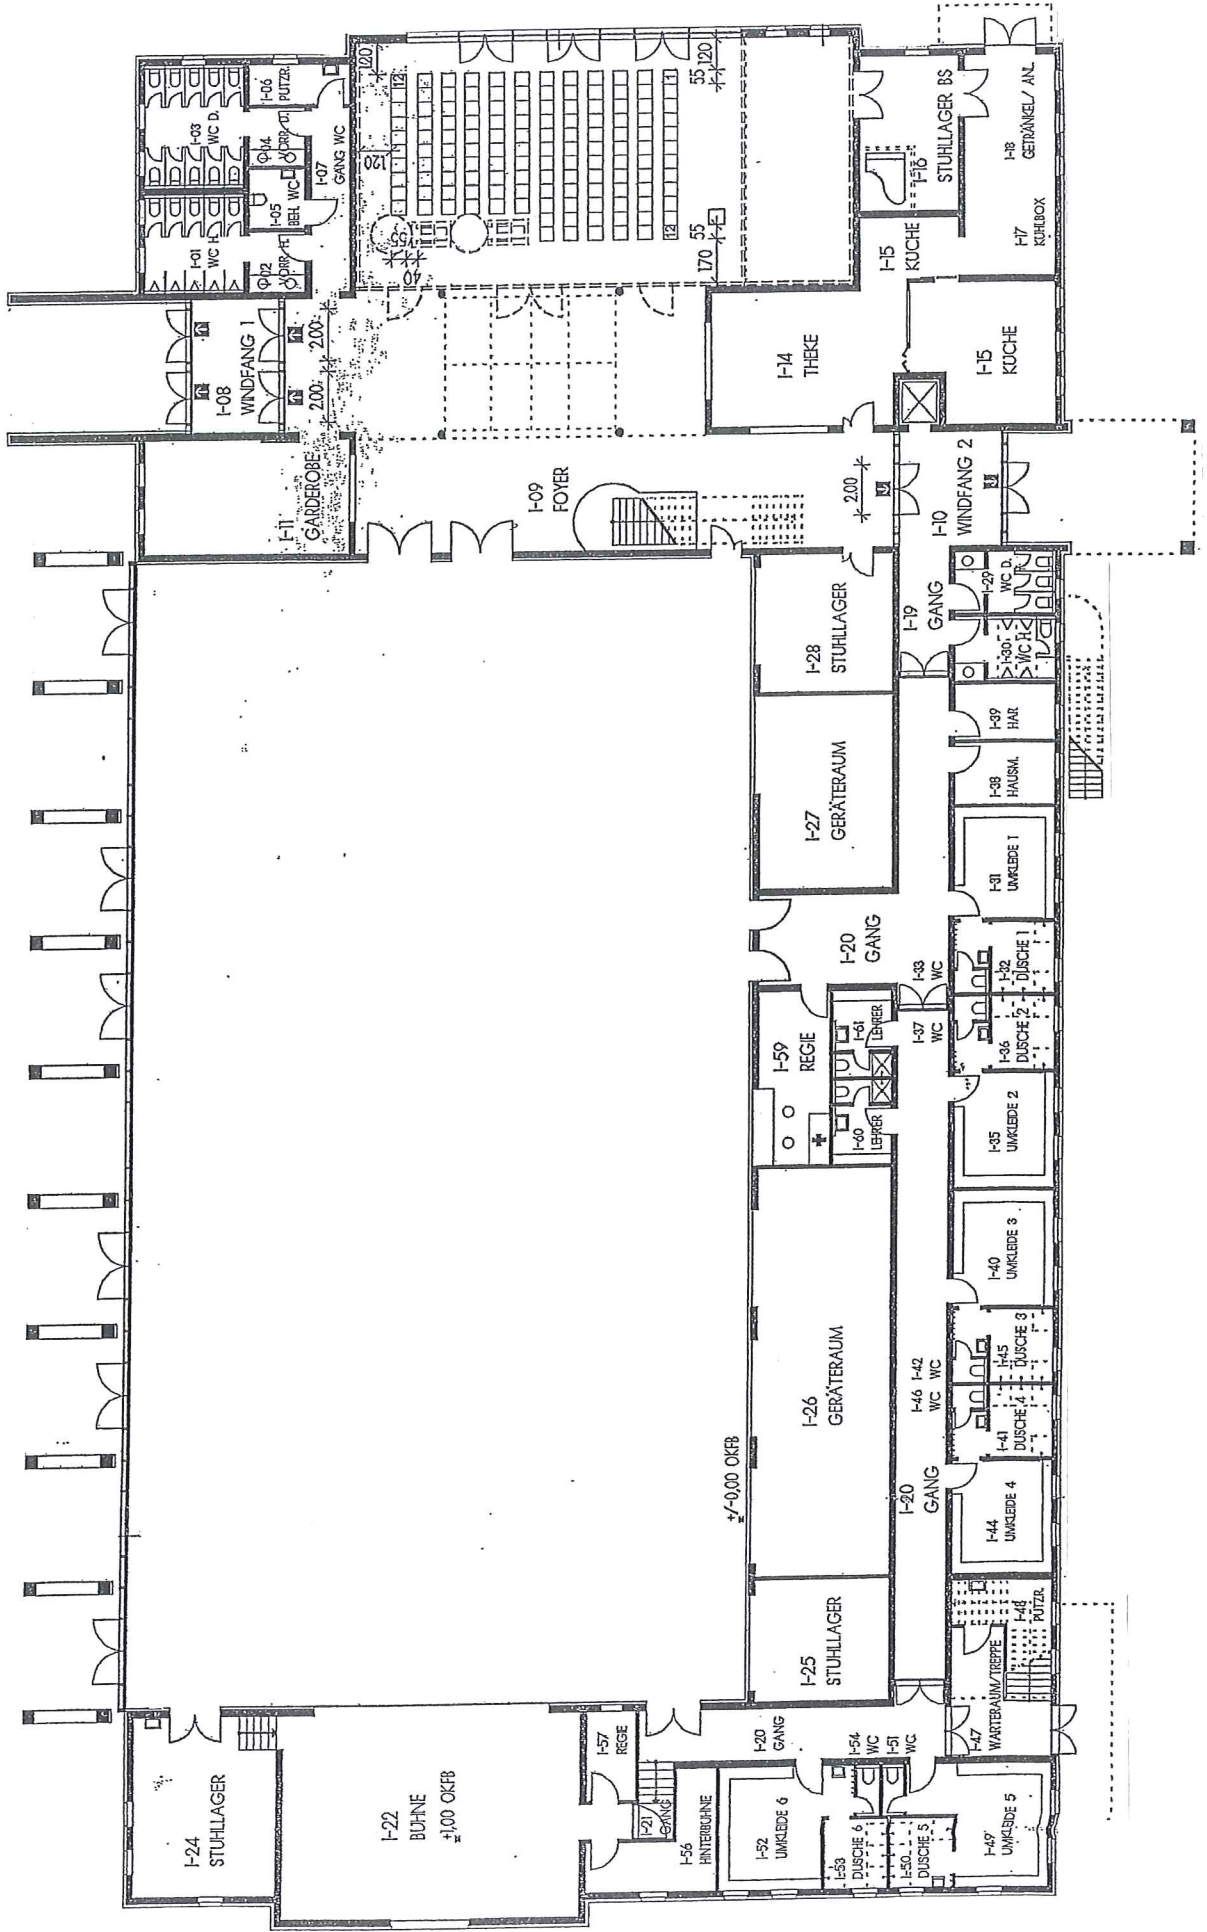 I-03
WC D.
I-06
PUTZR.
I-04
VORR. D.
I-05
BEH. WC
I-07
GANG WC
I-01
WC H.
I-02
VORR. H.
I-08
WINDFANG 1
2.00
2.00
I-11
GARDEROBE
120
12
120
55
40
1
55
120
12
55
170
I-16
STUHLLAGER BS
I-18
GETRÄNKEL/ ANL.
I-17
KÜHLBOX
I-15
KÜCHE
I-14
THEKE
I-15
KÜCHE
I-09
FOYER
2.00
I-10
WINDFANG 2
I-19
GANG
I-29
WC D.
I-30
WC H.
I-28
STUHLLAGER
I-39
HAR
I-38
HAUSM.
I-27
GERÄTERAUM
I-31
UMKLEIDE 1
I-20
GANG
I-33
WC
I-32
DUSCHE 1
I-59
REGIE
I-61
LEHRER
I-37
WC
I-36
DUSCHE 2
I-60
LEHRER
I-35
UMKLEIDE 2
I-40
UMKLEIDE 3
I-26
GERÄTERAUM
I-42
WC
I-45
DUSCHE 3
I-46
WC
I-41
DUSCHE 4
+/-0,00 OKFB
I-20
GANG
I-44
UMKLEIDE 4
I-25
STUHLLAGER
I-48
PUTZR.
I-47
WARTERAUM/TREPPE
I-24
STUHLLAGER
I-22
BÜHNE
+1,00 OKFB
I-57
REGIE
I-20
GANG
I-21
GANG
I-54
WC
I-51
WC
I-56
HINTERBÜHNE
I-52
UMKLEIDE 6
I-53
DUSCHE 6
I-50
DUSCHE 5
I-49
UMKLEIDE 5